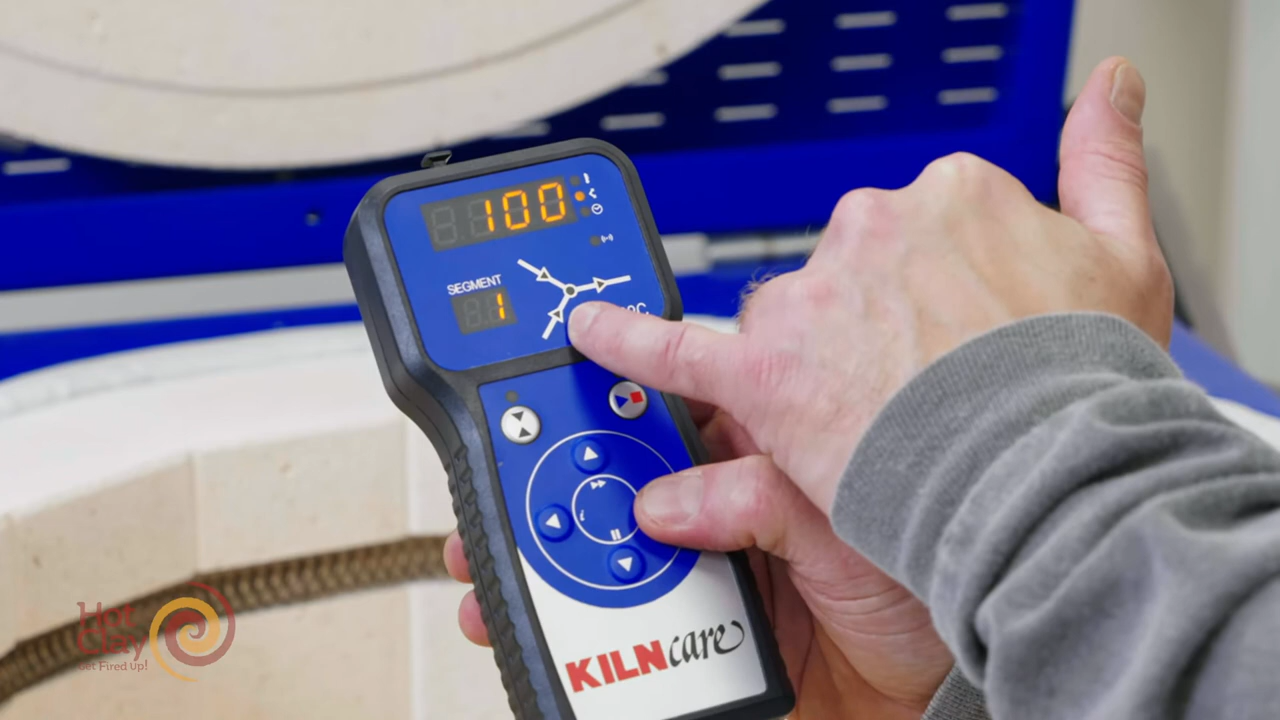 100
SEGMENT
1
°C
KILNcare
Hot
Clay
Get Fired Up!